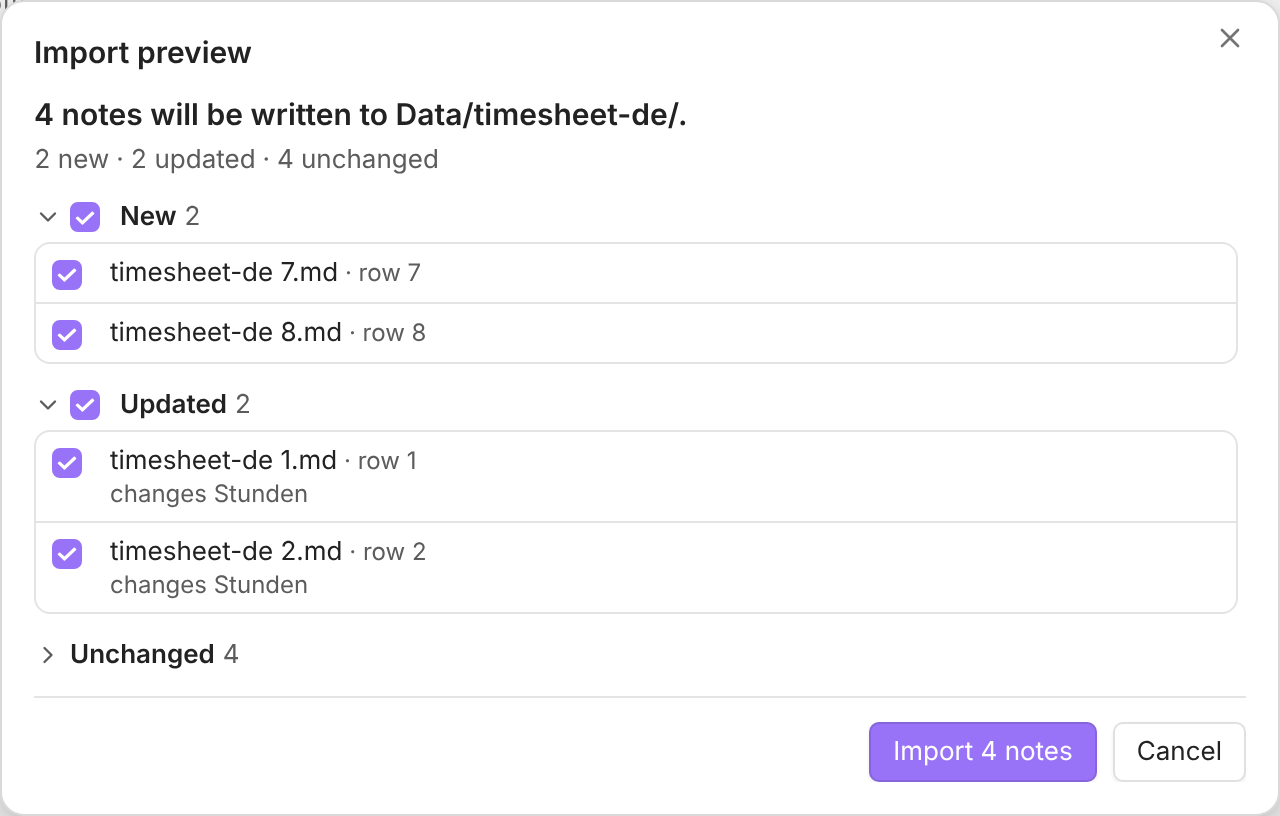 Import preview
4 notes will be written to Data/timesheet-de/.
2 new · 2 updated · 4 unchanged
New 2
timesheet-de 7.md · row 7
timesheet-de 8.md · row 8
Updated 2
timesheet-de 1.md · row 1
changes Stunden
timesheet-de 2.md · row 2
changes Stunden
Unchanged 4
Import 4 notes
Cancel